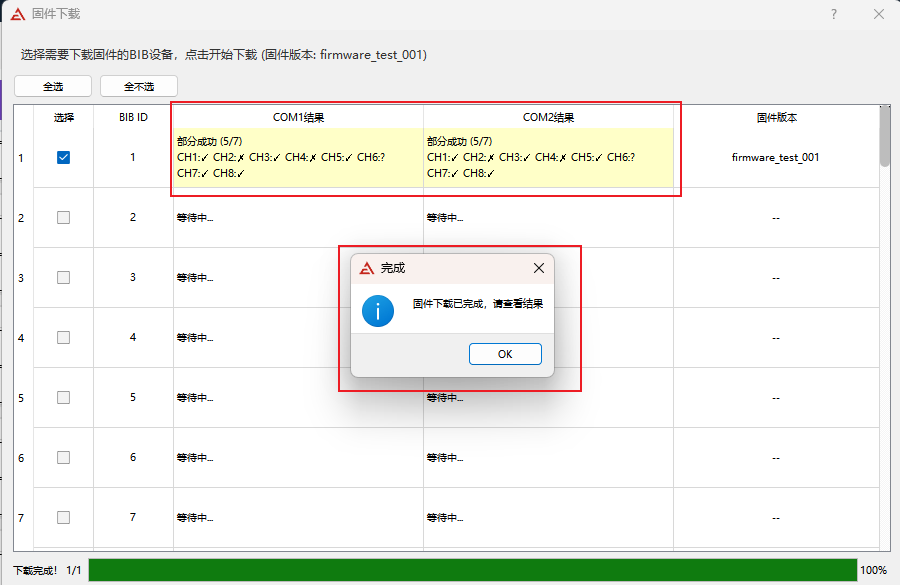 固件下载
?
选择需要下载固件的BIB设备，点击开始下载 (固件版本: firmware_test_001)
全选 全不选
选择 BIB ID COM1结果 COM2结果 固件版本
部分成功 (5/7) 部分成功 (5/7)
1 1 CH1:✓ CH2:✗ CH3:✓ CH4:✗ CH5:✓ CH6:? CH1:✓ CH2:✗ CH3:✓ CH4:✗ CH5:✓ CH6:? firmware_test_001
CH7:✓ CH8:✓ CH7:✓ CH8:✓
2 2 等待中... 等待中... --
3 3 等待中... --
4 4 等待中... --
5 5 等待中... 等待中... --
6 6 等待中... 等待中... --
7 7 等待中... 等待中... --
完成
固件下载已完成，请查看结果
OK
下载完成! 1/1 100%